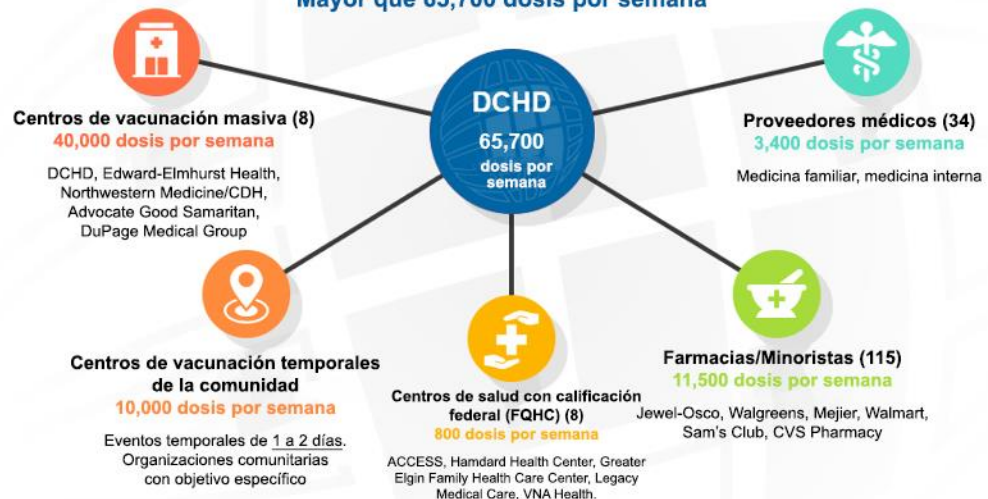 Mayor que 65,700 dosis por semana
DCHD
65,700
dosis por
semana
Centros de vacunación masiva (8)
40,000 dosis por semana
DCHD, Edward-Elmhurst Health,
Northwestern Medicine/CDH,
Advocate Good Samaritan,
DuPage Medical Group
Proveedores médicos (34)
3,400 dosis por semana
Medicina familiar, medicina interna
Centros de vacunación temporales
de la comunidad
10,000 dosis por semana
Eventos temporales de 1 a 2 días.
Organizaciones comunitarias
con objetivo específico
Centros de salud con calificación
federal (FQHC) (8)
800 dosis por semana
ACCESS, Hamdard Health Center, Greater
Elgin Family Health Care Center, Legacy
Medical Care, VNA Health,
Farmacias/Minoristas (115)
11,500 dosis por semana
Jewel-Osco, Walgreens, Mejier, Walmart,
Sam's Club, CVS Pharmacy